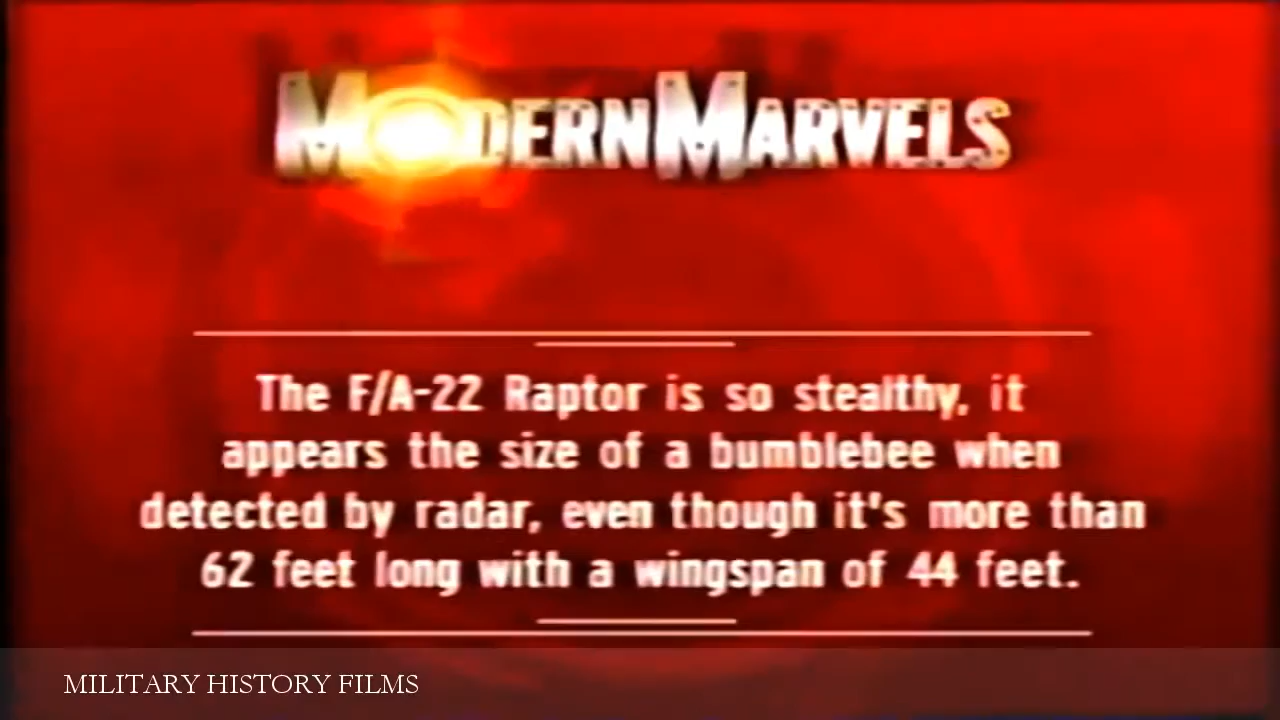 MODERN MARVELS
The F/A-22 Raptor is so stealthy, it
appears the size of a bumblebee when
detected by radar, even though it's more than
62 feet long with a wingspan of 44 feet.
MILITARY HISTORY FILMS